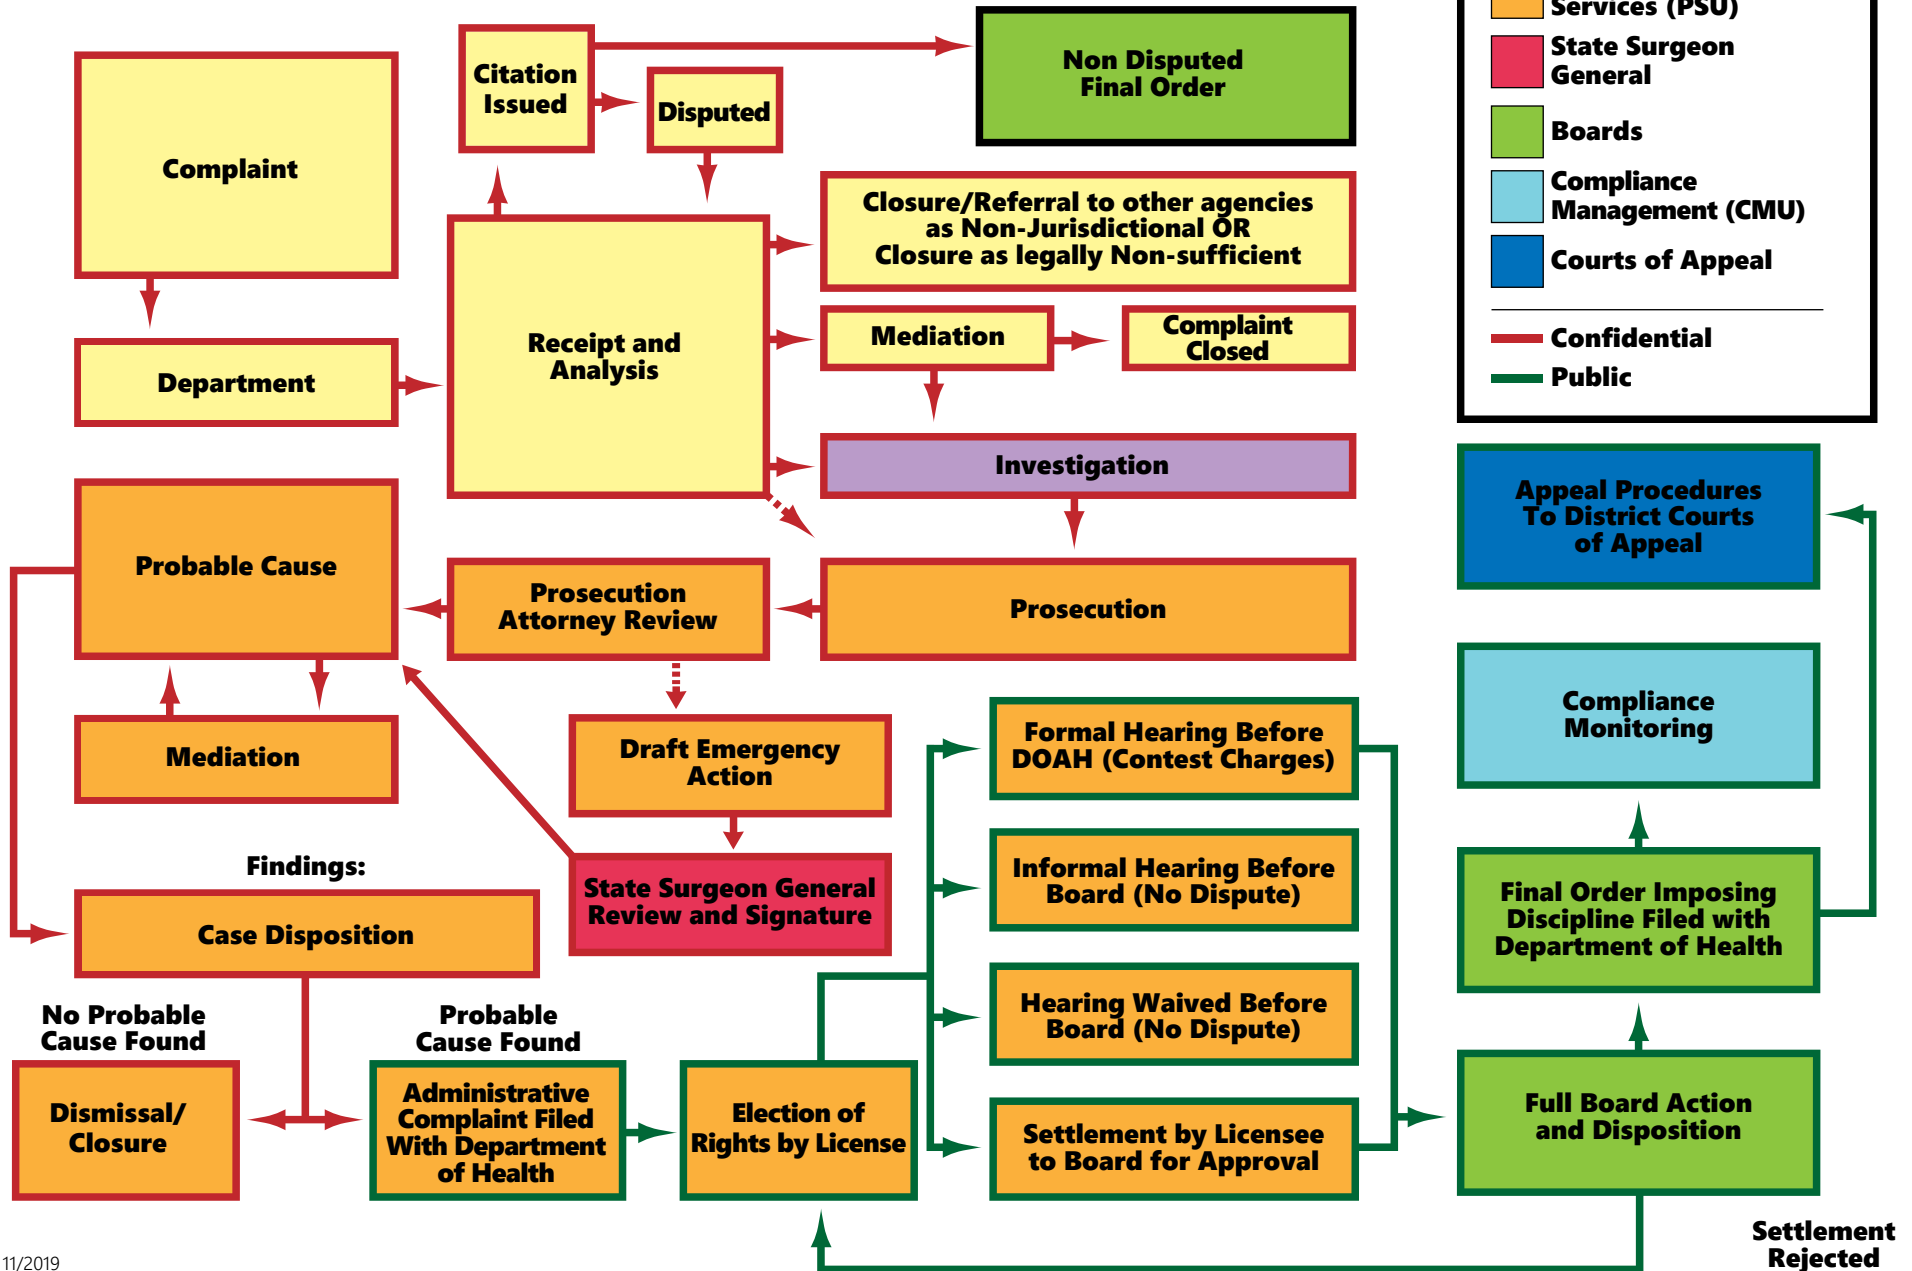 Services (PSU)
State Surgeon
General
Boards
Compliance
Management (CMU)
Courts of Appeal
Confidential
Public
Complaint
Department
Citation
Issued
Disputed
Non Disputed
Final Order
Receipt and
Analysis
Closure/Referral to other agencies
as Non-Jurisdictional OR
Closure as legally Non-sufficient
Mediation
Complaint
Closed
Investigation
Probable Cause
Prosecution
Attorney Review
Prosecution
Mediation
Draft Emergency
Action
State Surgeon General
Review and Signature
Findings:
Case Disposition
No Probable
Cause Found
Dismissal/
Closure
Probable
Cause Found
Administrative
Complaint Filed
With Department
of Health
Election of
Rights by License
Formal Hearing Before
DOAH (Contest Charges)
Informal Hearing Before
Board (No Dispute)
Hearing Waived Before
Board (No Dispute)
Settlement by Licensee
to Board for Approval
Appeal Procedures
To District Courts
of Appeal
Compliance
Monitoring
Final Order Imposing
Discipline Filed with
Department of Health
Full Board Action
and Disposition
Settlement
Rejected
11/2019